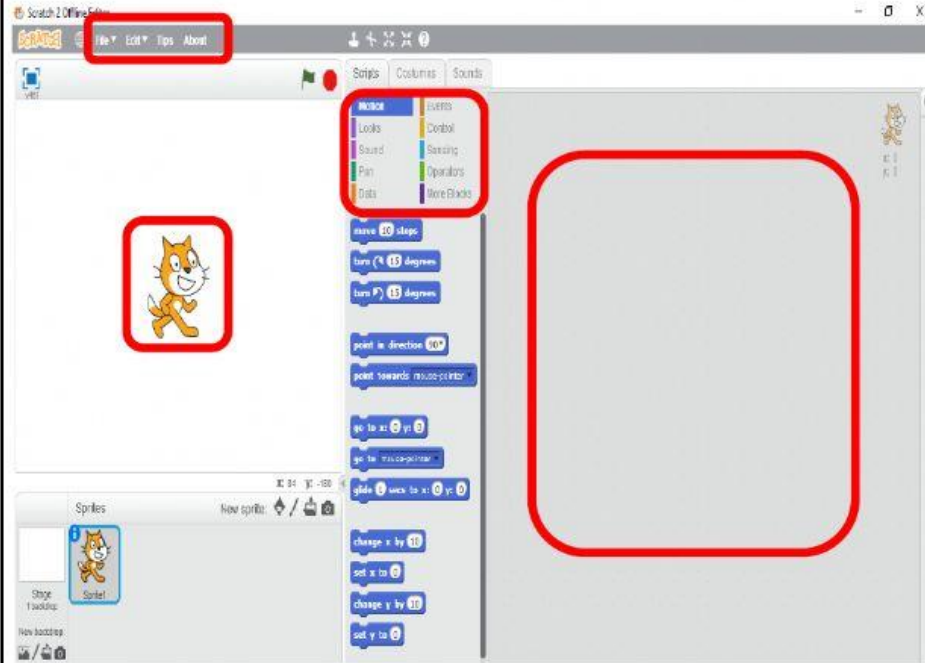 Scratch 2 Offline Editor
SCRATCH
File Edit Tips About
Scripts Costumes Sounds
Motion Events
Looks Control
Sound Sensing
Pen Operators
Data More Blocks
x: 0
y: 0
move 10 steps
turn 15 degrees
turn 15 degrees
point in direction 90
point towards mouse-pointer
go to x: 0 y: 0
go to mouse-pointer
glide 1 secs to x: 0 y: 0
change x by 10
set x to 0
change y by 10
set y to 0
y: -180
Sprites New sprite:
Stage
1 backdrop
Sprite1
New backdrop